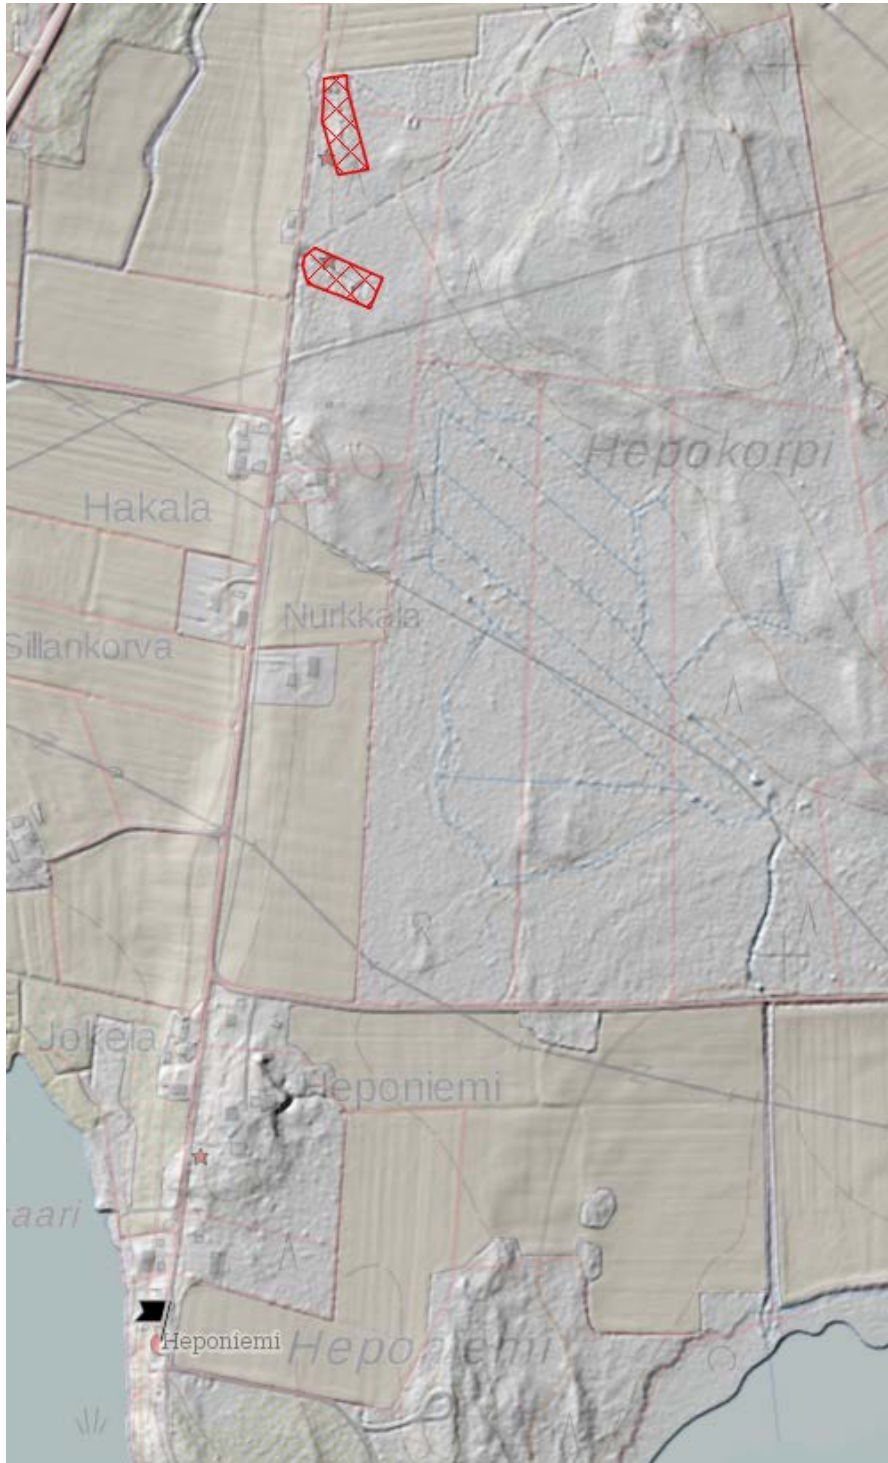 Hepokorpi
Hakala
Nurkkala
Sillankorva
Jokela
Heponiemi
aari
Heponiemi
Heponiemi